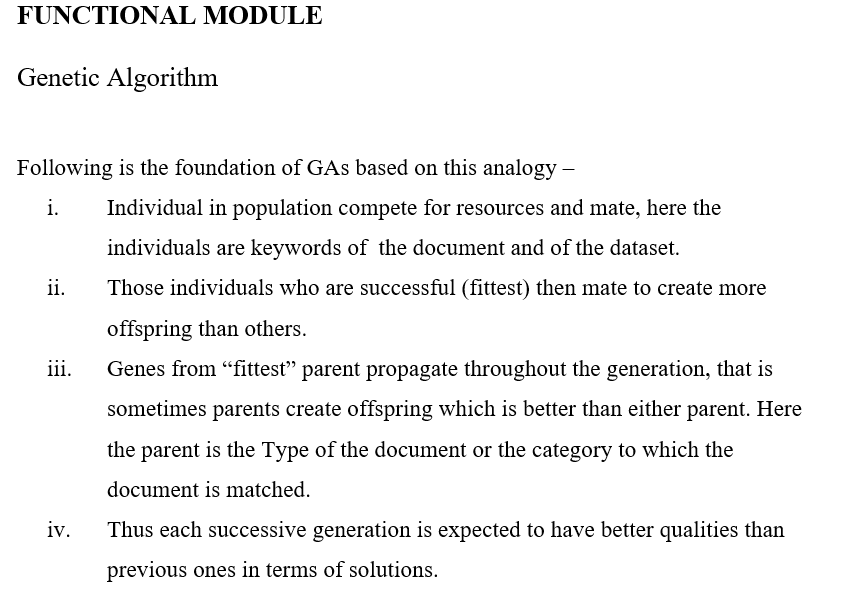 FUNCTIONAL MODULE
Genetic Algorithm
Following is the foundation of GAs based on this analogy –
i. Individual in population compete for resources and mate, here the
individuals are keywords of  the document and of the dataset.
ii. Those individuals who are successful (fittest) then mate to create more
offspring than others.
iii. Genes from “fittest” parent propagate throughout the generation, that is
sometimes parents create offspring which is better than either parent. Here
the parent is the Type of the document or the category to which the
document is matched.
iv. Thus each successive generation is expected to have better qualities than
previous ones in terms of solutions.